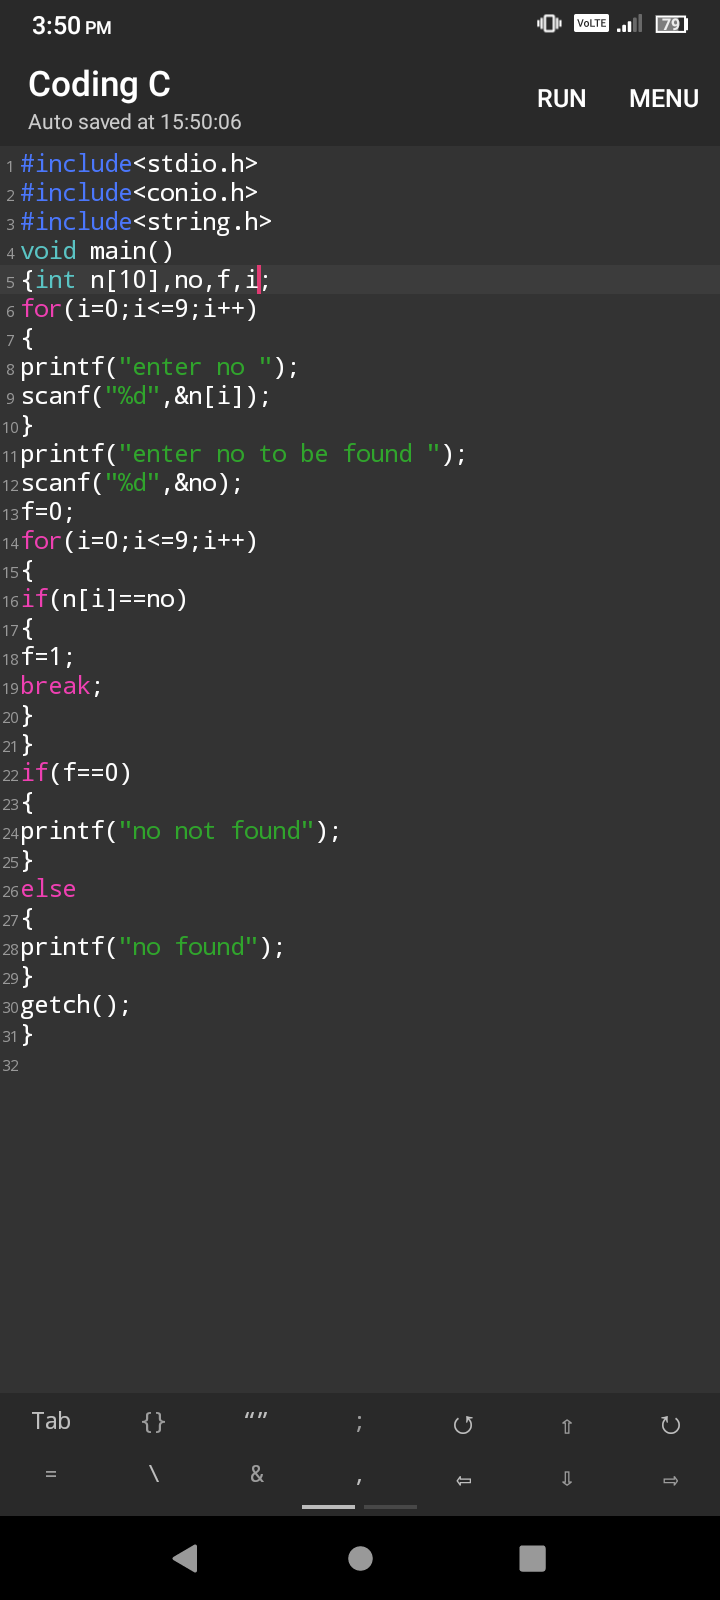 3:50 PM VoLTE 79
Coding C
Auto saved at 15:50:06
RUN MENU
1 #include<stdio.h>
2 #include<conio.h>
3 #include<string.h>
4 void main()
5 {int n[10],no,f,i;
6 for(i=0;i<=9;i++)
7 {
8 printf("enter no ");
9 scanf("%d",&n[i]);
10 }
11 printf("enter no to be found ");
12 scanf("%d",&no);
13 f=0;
14 for(i=0;i<=9;i++)
15 {
16 if(n[i]==no)
17 {
18 f=1;
19 break;
20 }
21 }
22 if(f==0)
23 {
24 printf("no not found");
25 }
26 else
27 {
28 printf("no found");
29 }
30 getch();
31 }
32
Tab {} “” ; ↺ ⇧ ↻
= \ & , ⇦ ⇩ ⇨